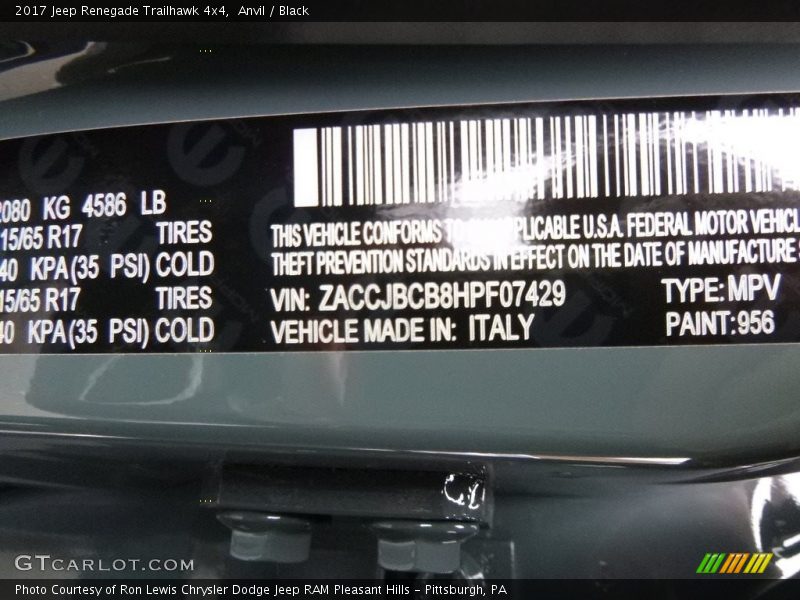 2017 Jeep Renegade Trailhawk 4x4, Anvil / Black
2080 KG 4586 LB
15/65 R17 TIRES
40 KPA(35 PSI) COLD
15/65 R17 TIRES
40 KPA(35 PSI) COLD
THIS VEHICLE CONFORMS TO APPLICABLE U.S.A. FEDERAL MOTOR VEHICL
THEFT PREVENTION STANDARDS IN EFFECT ON THE DATE OF MANUFACTURE
VIN: ZACCJBCB8HPF07429 TYPE: MPV
VEHICLE MADE IN: ITALY PAINT:956
GTCARLOT.COM
Photo Courtesy of Ron Lewis Chrysler Dodge Jeep RAM Pleasant Hills – Pittsburgh, PA